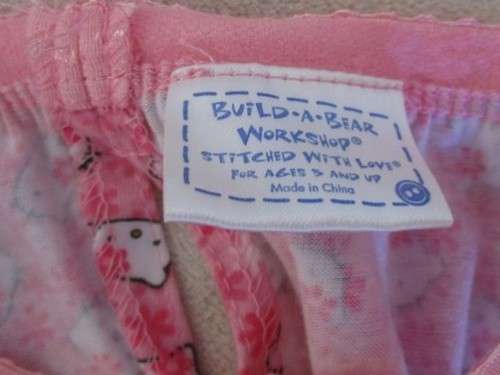 BUILD-A-BEAR
WORKSHOP®
STITCHED WITH LOVE®
FOR AGES 3 AND UP
Made in China